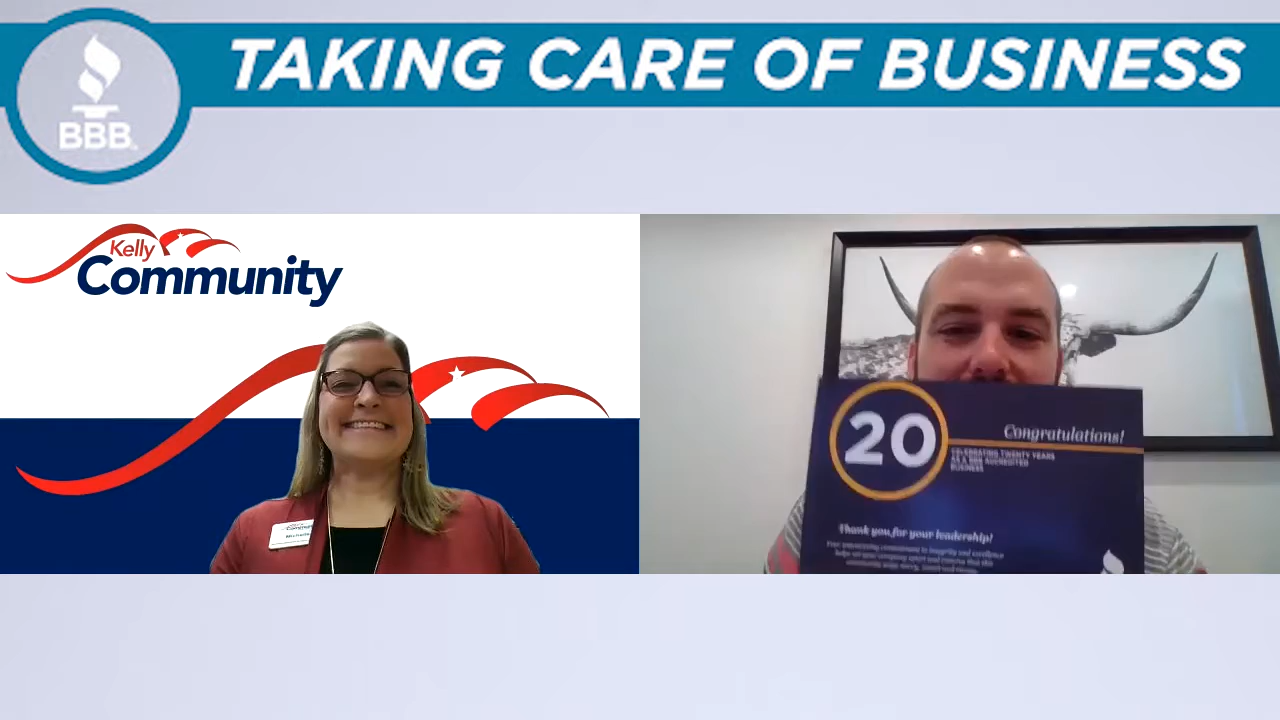 TAKING CARE OF BUSINESS
BBB
Kelly
Community
20
Congratulations!
CELEBRATING TWENTY YEARS
AS A BBB ACCREDITED
BUSINESS
Thank you for your leadership!